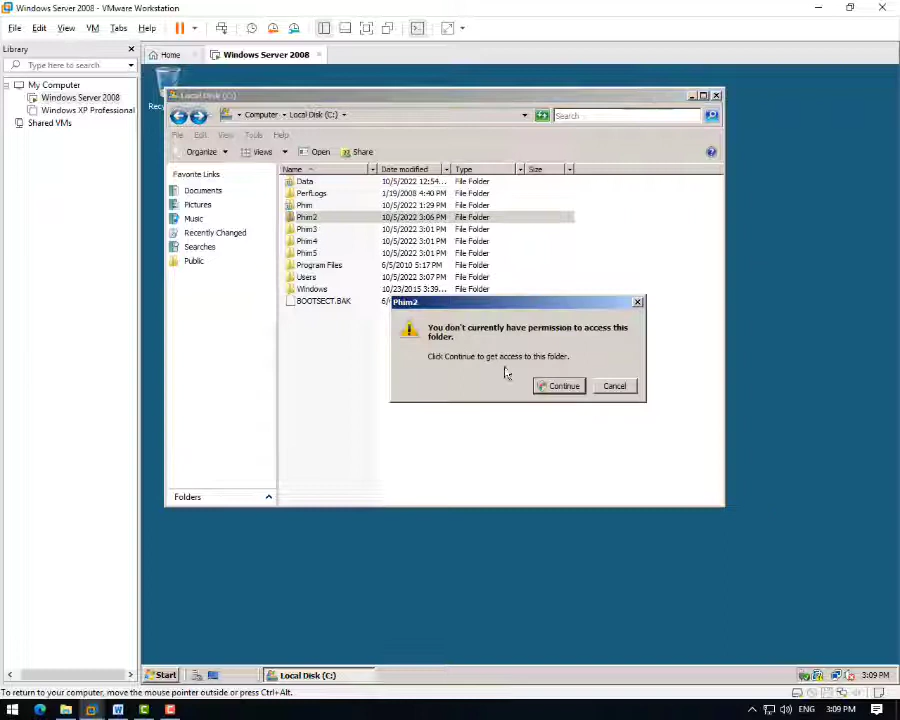 Windows Server 2008 - VMware Workstation
File Edit View VM Tabs Help
Library
Type here to search
My Computer
Windows Server 2008
Windows XP Professional
Shared VMs
Home
Windows Server 2008
Local Disk (C:)
Computer Local Disk (C:)
Search
File Edit View Tools Help
Organize Views Open Share
Favorite Links
Documents
Pictures
Music
Recently Changed
Searches
Public
Folders
Name Date modified Type Size
Data 10/5/2022 12:54... File Folder
PerfLogs 1/19/2008 4:40 PM File Folder
Phim 10/5/2022 1:29 PM File Folder
Phim2 10/5/2022 3:06 PM File Folder
Phim3 10/5/2022 3:01 PM File Folder
Phim4 10/5/2022 3:01 PM File Folder
Phim5 10/5/2022 3:01 PM File Folder
Program Files 6/5/2010 5:17 PM File Folder
Users 10/5/2022 3:07 PM File Folder
Windows 10/23/2015 3:39... File Folder
BOOTSECT.BAK
Phim2
You don't currently have permission to access this
folder.
Click Continue to get access to this folder.
Continue Cancel
Start
Local Disk (C:)
3:09 PM
To return to your computer, move the mouse pointer outside or press Ctrl+Alt.
ENG 3:09 PM